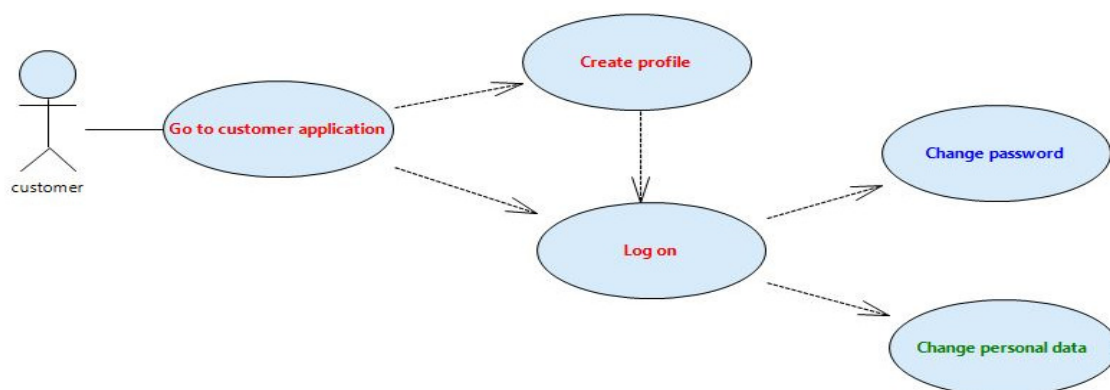 Create profile
Go to customer application
customer
Change password
Log on
Change personal data